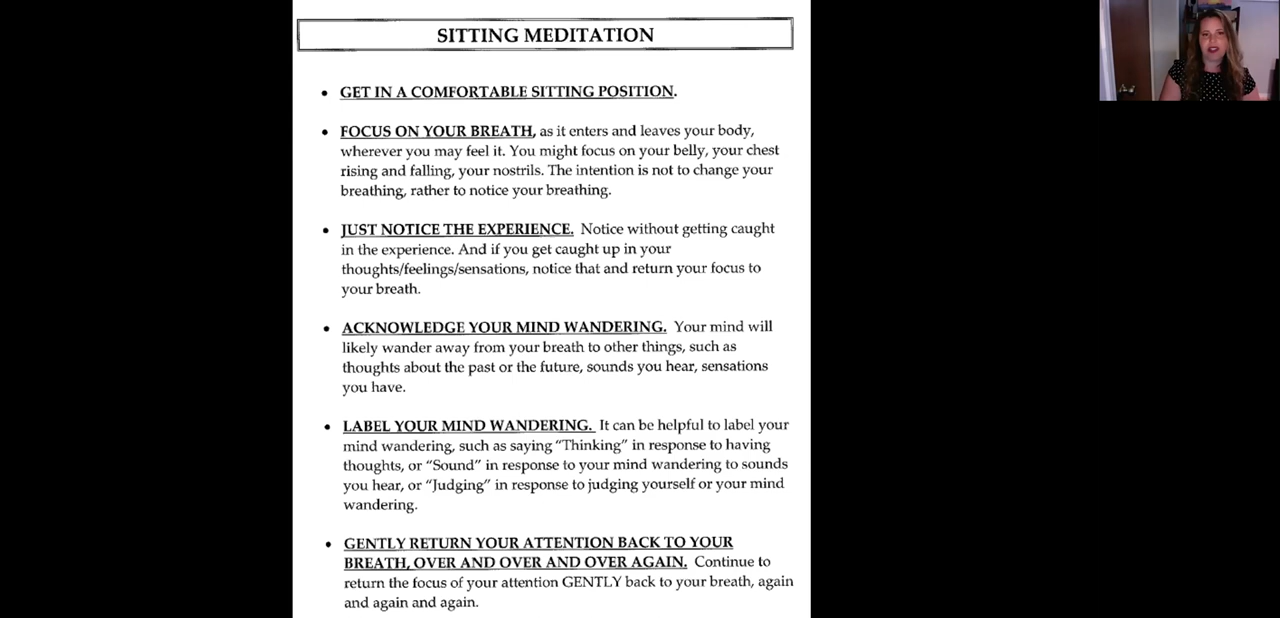 SITTING MEDITATION
• GET IN A COMFORTABLE SITTING POSITION.
• FOCUS ON YOUR BREATH, as it enters and leaves your body,
wherever you may feel it. You might focus on your belly, your chest
rising and falling, your nostrils. The intention is not to change your
breathing, rather to notice your breathing.
• JUST NOTICE THE EXPERIENCE. Notice without getting caught
in the experience. And if you get caught up in your
thoughts/feelings/sensations, notice that and return your focus to
your breath.
• ACKNOWLEDGE YOUR MIND WANDERING. Your mind will
likely wander away from your breath to other things, such as
thoughts about the past or the future, sounds you hear, sensations
you have.
• LABEL YOUR MIND WANDERING. It can be helpful to label your
mind wandering, such as saying “Thinking” in response to having
thoughts, or “Sound” in response to your mind wandering to sounds
you hear, or “Judging” in response to judging yourself or your mind
wandering.
• GENTLY RETURN YOUR ATTENTION BACK TO YOUR
BREATH, OVER AND OVER AND OVER AGAIN. Continue to
return the focus of your attention GENTLY back to your breath, again
and again and again.